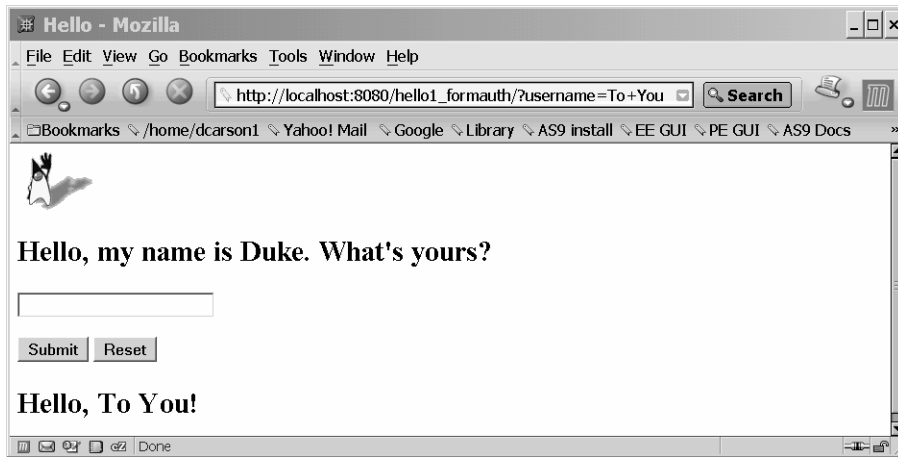 Hello - Mozilla
File Edit View Go Bookmarks Tools Window Help
http://localhost:8080/hello1_formauth/?username=To+You Search
Bookmarks /home/dcarson1 Yahoo! Mail Google Library AS9 install EE GUI PE GUI AS9 Docs »
Hello, my name is Duke. What's yours?
Submit Reset
Hello, To You!
Done